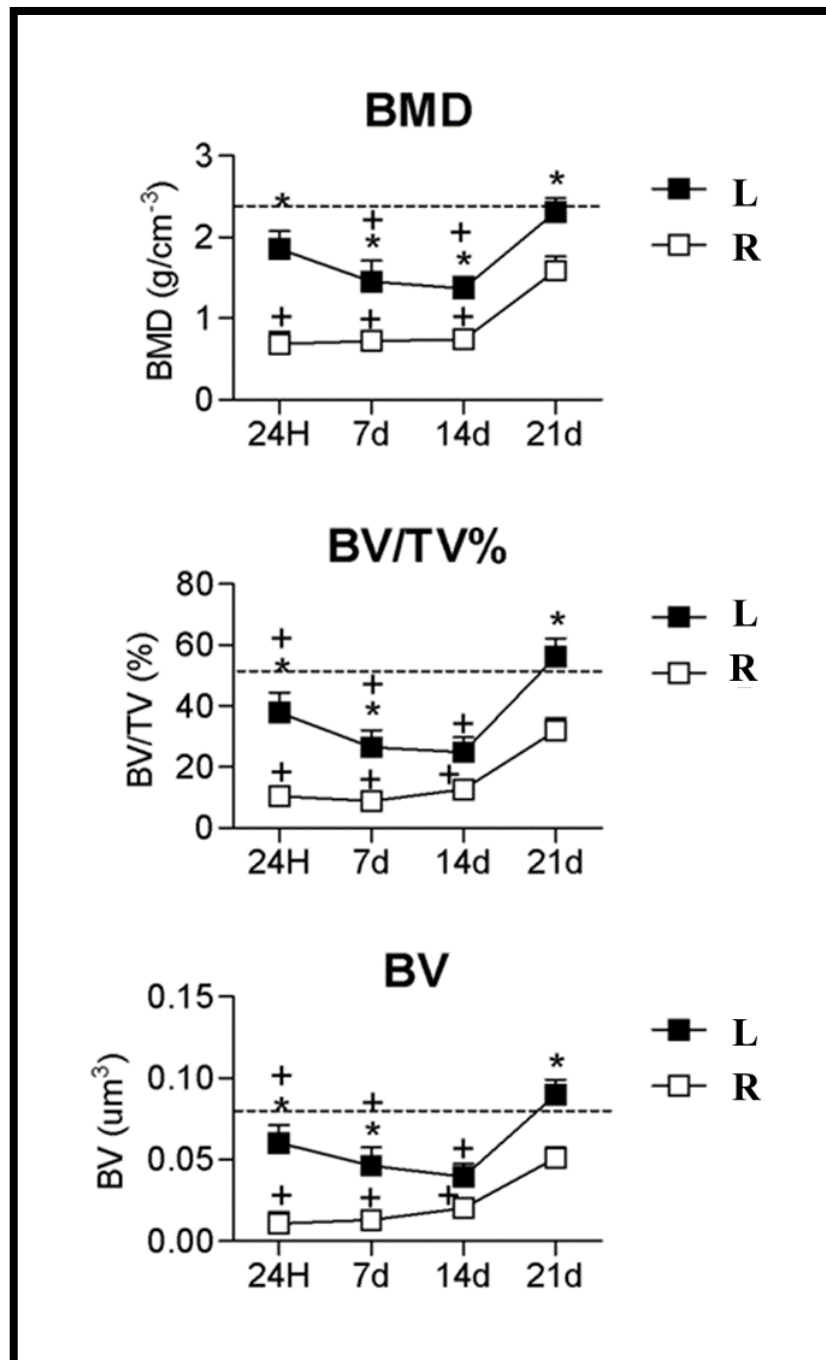 BMD
BMD (g/cm⁻³)
3
2
1
0
* + * + * *
+ + +
24H 7d 14d 21d
L
R
BV/TV%
BV/TV (%)
80
60
40
20
0
+ * + * + *
+ + +
24H 7d 14d 21d
L
R
BV
BV (um³)
0.15
0.10
0.05
0.00
+ * + * + *
+ + +
24H 7d 14d 21d
L
R